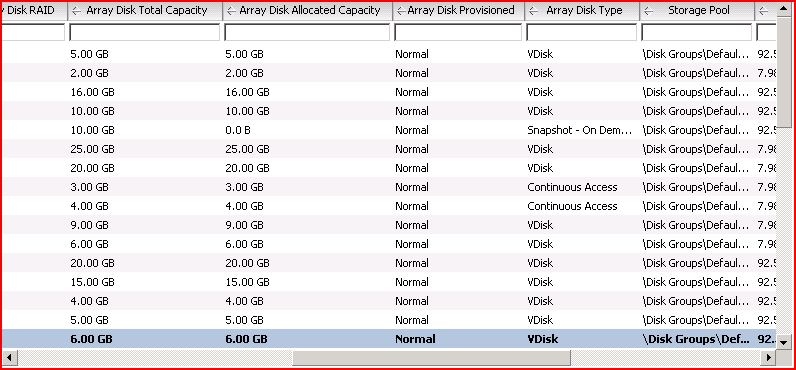 y Disk RAID Array Disk Total Capacity Array Disk Allocated Capacity Array Disk Provisioned Array Disk Type Storage Pool
5.00 GB 5.00 GB Normal VDisk \Disk Groups\Defaul... 92.5
2.00 GB 2.00 GB Normal VDisk \Disk Groups\Defaul... 7.98
16.00 GB 16.00 GB Normal VDisk \Disk Groups\Defaul... 92.5
10.00 GB 10.00 GB Normal VDisk \Disk Groups\Defaul... 92.5
10.00 GB 0.0 B Normal Snapshot - On Dem... \Disk Groups\Defaul... 92.5
25.00 GB 25.00 GB Normal VDisk \Disk Groups\Defaul... 7.98
20.00 GB 20.00 GB Normal VDisk \Disk Groups\Defaul... 7.98
3.00 GB 3.00 GB Normal Continuous Access \Disk Groups\Defaul... 7.98
4.00 GB 4.00 GB Normal Continuous Access \Disk Groups\Defaul... 7.98
9.00 GB 9.00 GB Normal VDisk \Disk Groups\Defaul... 7.98
6.00 GB 6.00 GB Normal VDisk \Disk Groups\Defaul... 7.98
20.00 GB 20.00 GB Normal VDisk \Disk Groups\Defaul... 92.5
15.00 GB 15.00 GB Normal VDisk \Disk Groups\Defaul... 92.5
4.00 GB 4.00 GB Normal VDisk \Disk Groups\Defaul... 92.5
5.00 GB 5.00 GB Normal VDisk \Disk Groups\Defaul... 92.5
6.00 GB 6.00 GB Normal VDisk \Disk Groups\Def... 92.